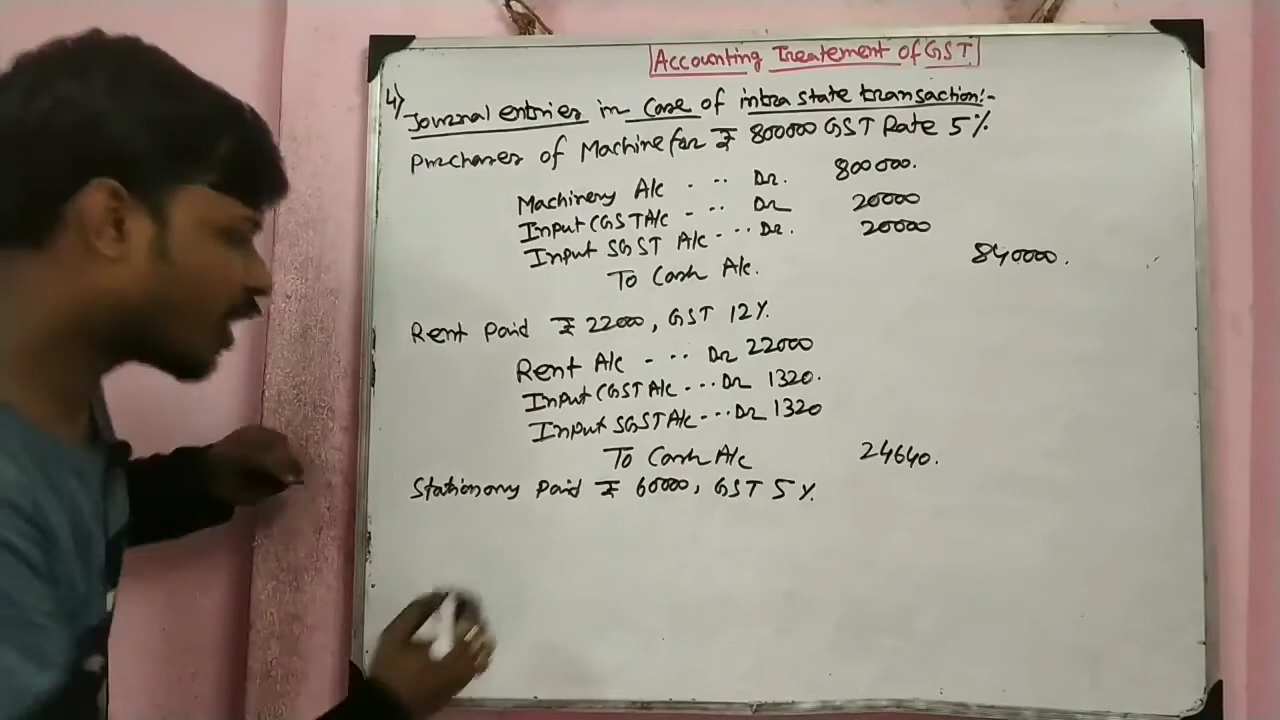 Accounting Treatement of GST
4) Journal entries in Case of intra state transaction:-
Purchases of Machine for ₹ 800000 GST Rate 5%
Machinery A/c - .. Dr. 800000.
Input CGST A/c - .. Dr 20000
Input SGST A/c - .. Dr. 20000
To Cash A/c. 840000.
Rent Paid ₹ 22000, GST 12%.
Rent A/c - .. Dr 22000
Input CGST A/c ... Dr 1320.
Input SGST A/c ... Dr 1320
To Cash A/c 24640.
Stationary Paid ₹ 60000, GST 5%.